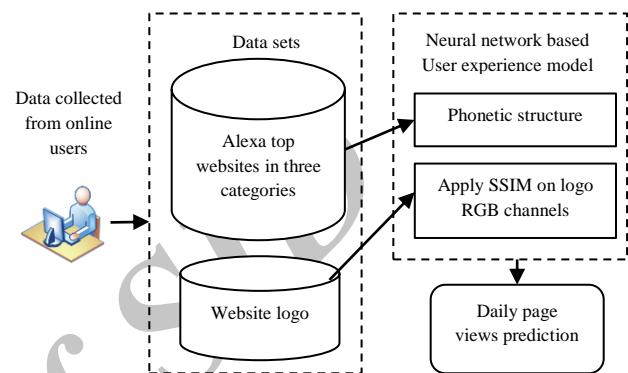 Data collected
from online
users
Data sets
Alexa top
websites in three
categories
Website logo
Neural network based
User experience model
Phonetic structure
Apply SSIM on logo
RGB channels
Daily page
views prediction